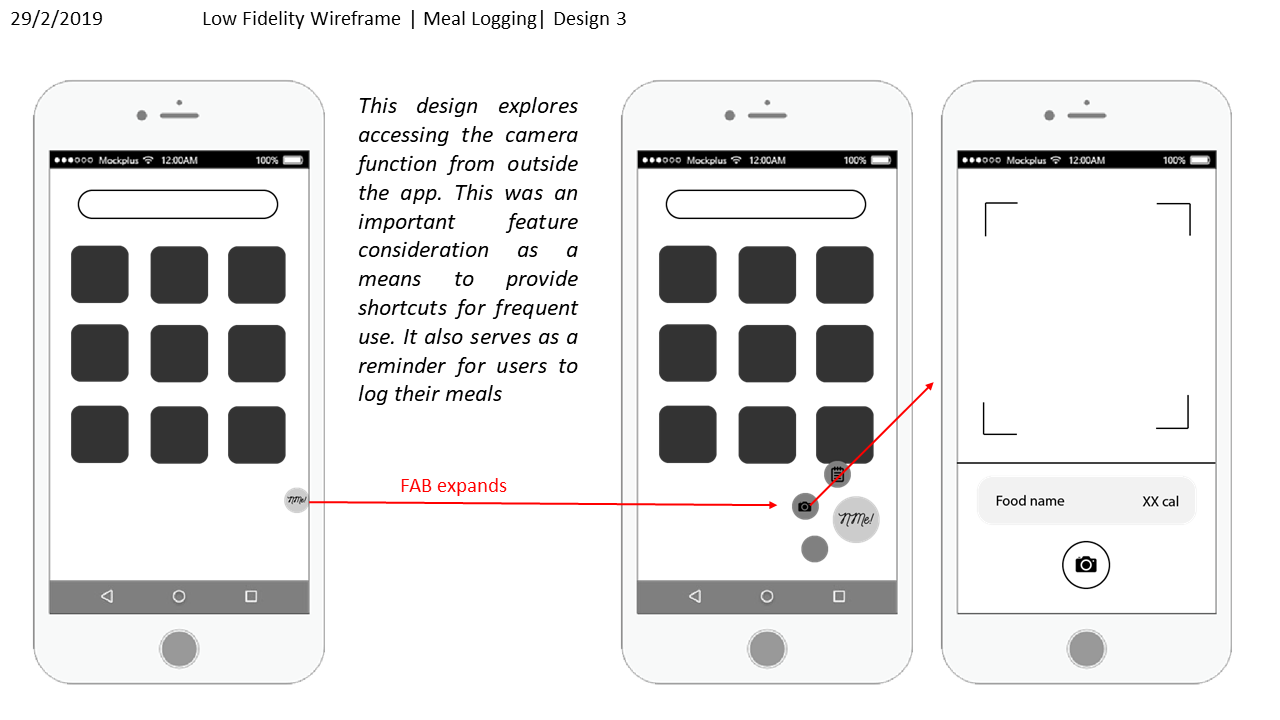 29/2/2019
Low Fidelity Wireframe | Meal Logging| Design 3
Mockplus 12:00AM 100%
NMe!
This design explores
accessing the camera
function from outside
the app. This was an
important feature
consideration as a
means to provide
shortcuts for frequent
use. It also serves as a
reminder for users to
log their meals
FAB expands
Mockplus 12:00AM 100%
NMe!
Mockplus 12:00AM 100%
Food name XX cal